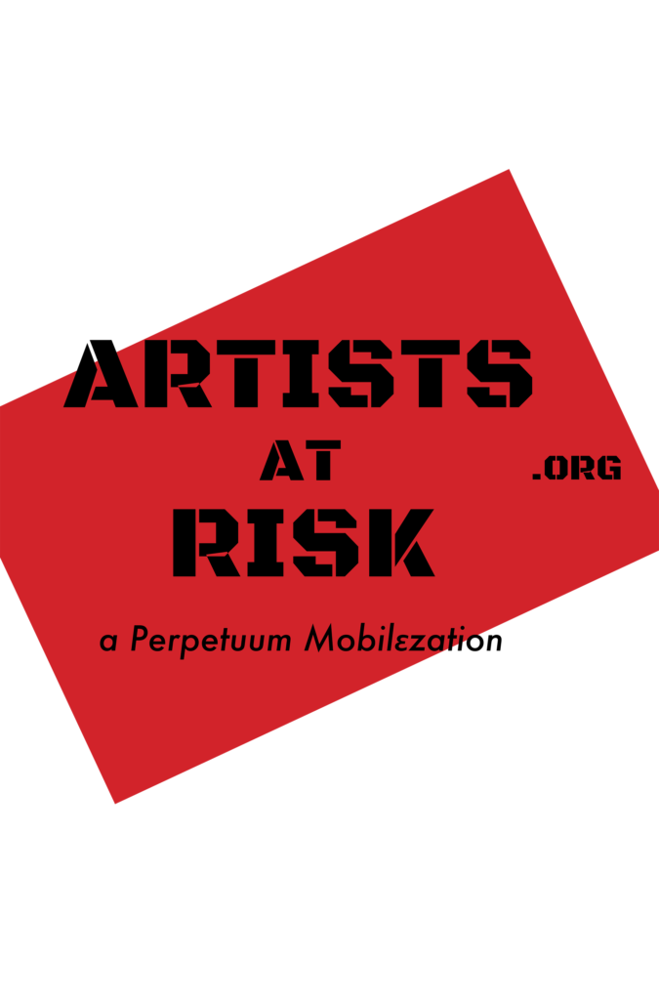 ARTISTS
AT
.ORG
RISK
a Perpetuum Mobilεzation